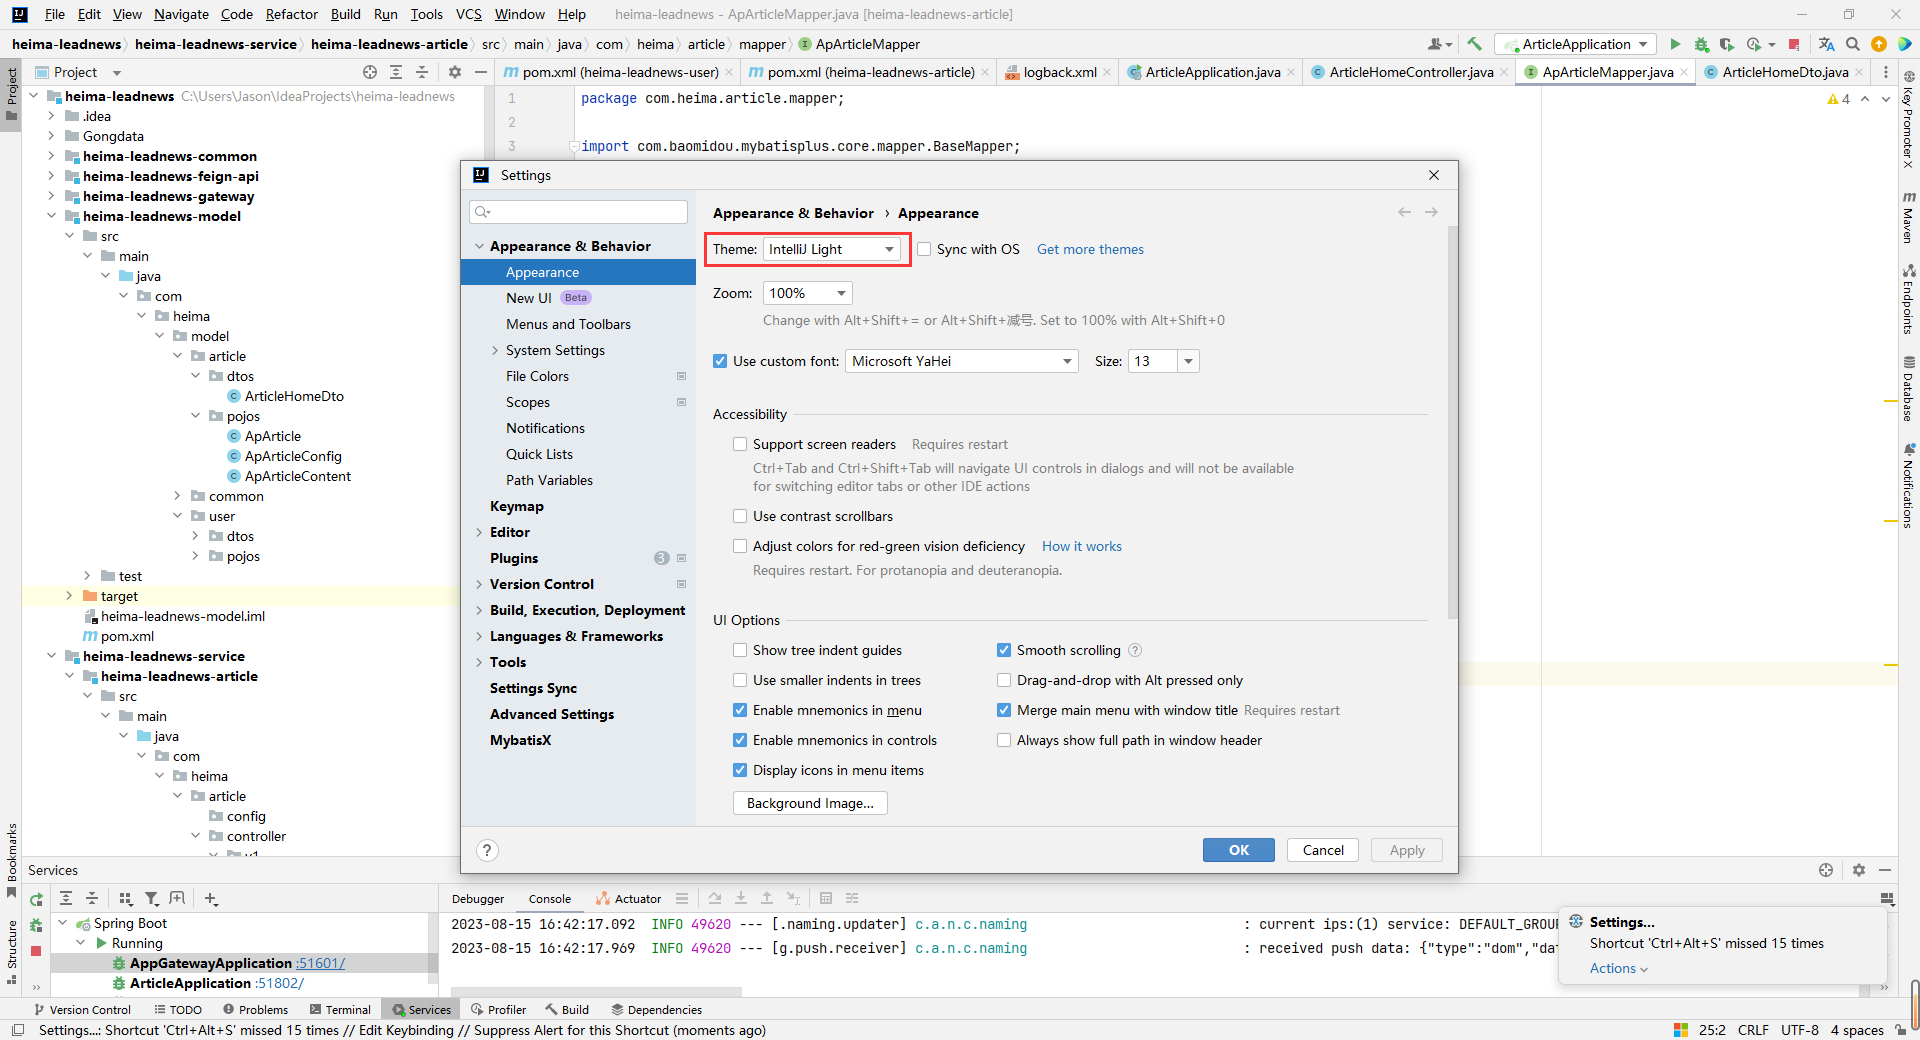 File Edit View Navigate Code Refactor Build Run Tools VCS Window Help heima-leadnews - ApArticleMapper.java [heima-leadnews-article]
heima-leadnews heima-leadnews-service heima-leadnews-article src main java com heima article mapper ApArticleMapper ArticleApplication
Project
pom.xml (heima-leadnews-user) pom.xml (heima-leadnews-article) logback.xml ArticleApplication.java ArticleHomeController.java ApArticleMapper.java ArticleHomeDto.java
Project
Bookmarks
Structure
heima-leadnews C:\Users\Jason\IdeaProjects\heima-leadnews
.idea
Gongdata
heima-leadnews-common
heima-leadnews-feign-api
heima-leadnews-gateway
heima-leadnews-model
src
main
java
com
heima
model
article
dtos
ArticleHomeDto
pojos
ApArticle
ApArticleConfig
ApArticleContent
common
user
dtos
pojos
test
target
heima-leadnews-model.iml
pom.xml
heima-leadnews-service
heima-leadnews-article
src
main
java
com
heima
article
config
controller
1 package com.heima.article.mapper;
2
3 import com.baomidou.mybatisplus.core.mapper.BaseMapper;
4
Key Promoter X
Maven
Endpoints
Database
Notifications
Settings
Appearance & Behavior
Appearance
New UI Beta
Menus and Toolbars
System Settings
File Colors
Scopes
Notifications
Quick Lists
Path Variables
Keymap
Editor
Plugins 3
Version Control
Build, Execution, Deployment
Languages & Frameworks
Tools
Settings Sync
Advanced Settings
MybatisX
Appearance & Behavior › Appearance
Theme: IntelliJ Light Sync with OS Get more themes
Zoom: 100%
Change with Alt+Shift+= or Alt+Shift+减号. Set to 100% with Alt+Shift+0
Use custom font: Microsoft YaHei Size: 13
Accessibility
Support screen readers Requires restart
Ctrl+Tab and Ctrl+Shift+Tab will navigate UI controls in dialogs and will not be available
for switching editor tabs or other IDE actions
Use contrast scrollbars
Adjust colors for red-green vision deficiency How it works
Requires restart. For protanopia and deuteranopia.
UI Options
Show tree indent guides Smooth scrolling ?
Use smaller indents in trees Drag-and-drop with Alt pressed only
Enable mnemonics in menu Merge main menu with window title Requires restart
Enable mnemonics in controls Always show full path in window header
Display icons in menu items
Background Image...
? OK Cancel Apply
Services
Debugger Console Actuator
Spring Boot
Running
AppGatewayApplication :51601/
ArticleApplication :51802/
2023-08-15 16:42:17.092 INFO 49620 --- [.naming.updater] c.a.n.c.naming : current ips:(1) service: DEFAULT_GROUP
2023-08-15 16:42:17.969 INFO 49620 --- [g.push.receiver] c.a.n.c.naming : received push data: {"type":"dom","dat
Settings...
Shortcut 'Ctrl+Alt+S' missed 15 times
Actions
Version Control TODO Problems Terminal Services Profiler Build Dependencies
Settings...: Shortcut 'Ctrl+Alt+S' missed 15 times // Edit Keybinding // Suppress Alert for this Shortcut (moments ago) 25:2 CRLF UTF-8 4 spaces